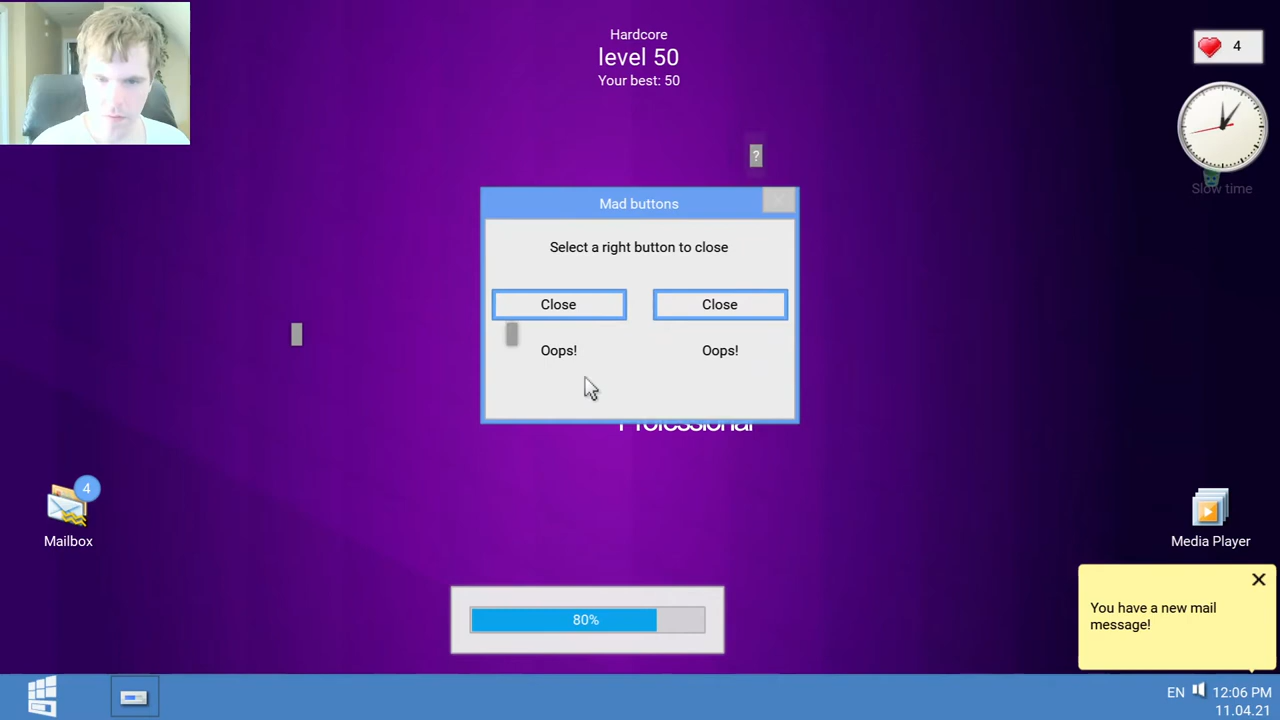 Hardcore
level 50
Your best: 50
4
Slow time
?
Mad buttons
Select a right button to close
Close Close
Oops! Oops!
Professional
4
Mailbox
Media Player
You have a new mail
message!
80%
EN 12:06 PM
11.04.21